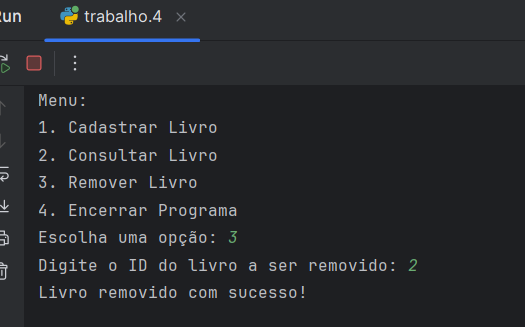 Run
trabalho.4
Menu:
1. Cadastrar Livro
2. Consultar Livro
3. Remover Livro
4. Encerrar Programa
Escolha uma opção: 3
Digite o ID do livro a ser removido: 2
Livro removido com sucesso!